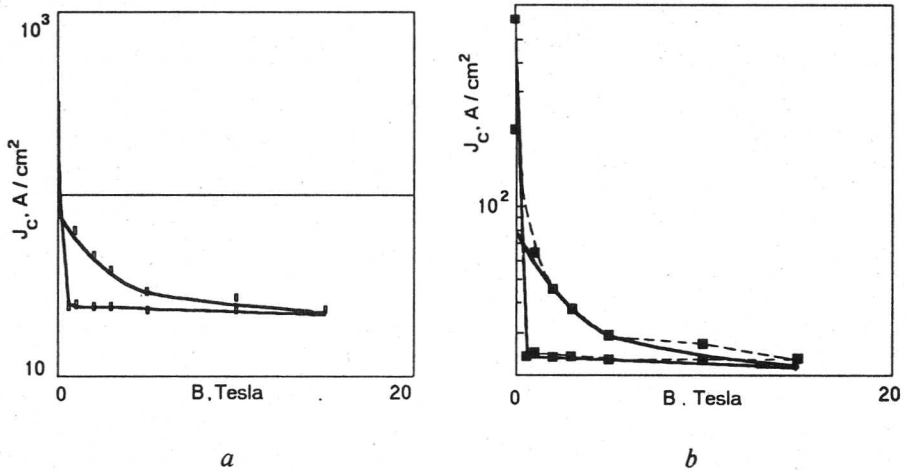 10³
J_C, A / cm²
10
0
B, Tesla
20
a
J_C, A / cm²
10²
0
B . Tesla
20
b